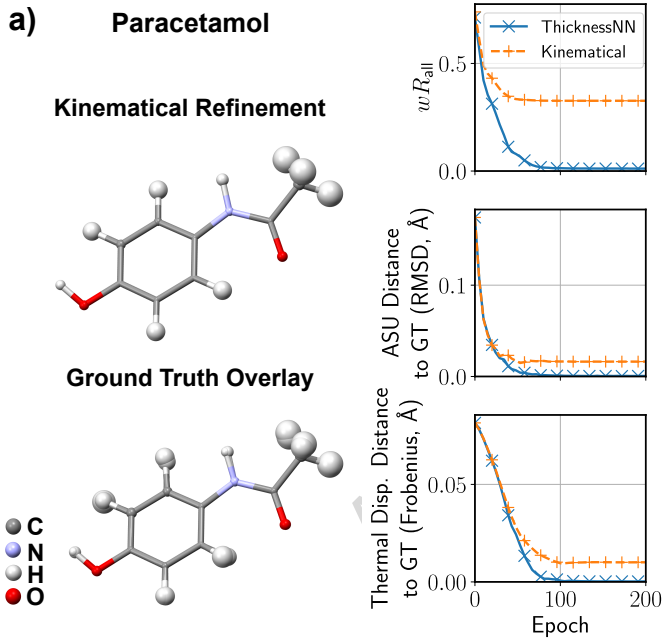 a)
Paracetamol
Kinematical Refinement
Ground Truth Overlay
C
N
H
O
ThicknessNN
Kinematical
wR_all
0.5
0.0
ASU Distance
to GT (RMSD, Å)
0.1
0.0
Thermal Disp. Distance
to GT (Frobenius, Å)
0.05
0.00
0
100
200
Epoch